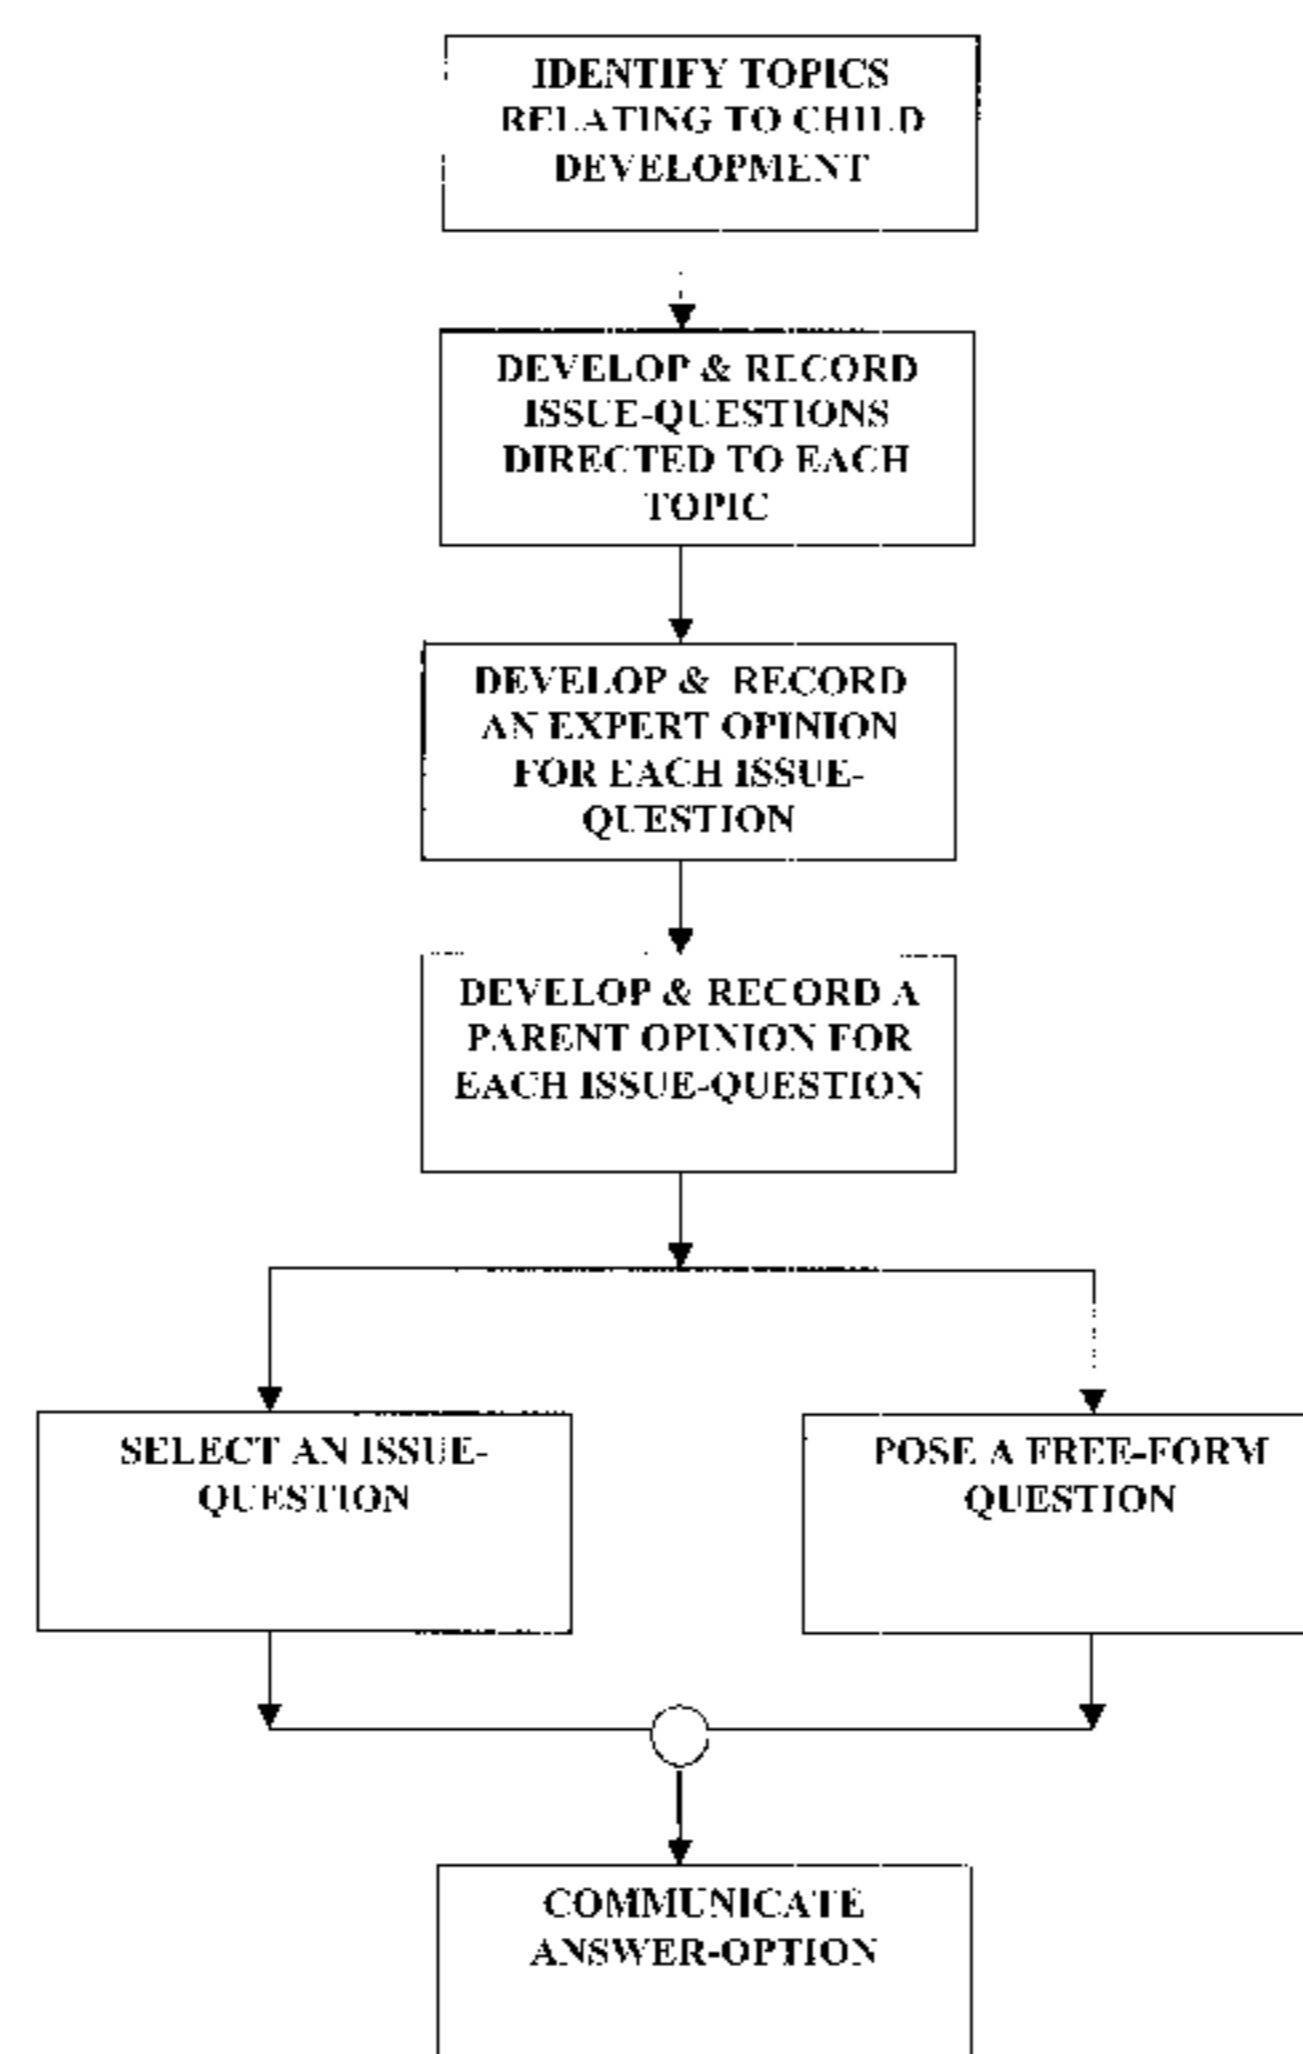 IDENTIFY TOPICS
RELATING TO CHILD
DEVELOPMENT
DEVELOP & RECORD
ISSUE-QUESTIONS
DIRECTED TO EACH
TOPIC
DEVELOP & RECORD
AN EXPERT OPINION
FOR EACH ISSUE-
QUESTION
DEVELOP & RECORD A
PARENT OPINION FOR
EACH ISSUE-QUESTION
SELECT AN ISSUE-
QUESTION
POSE A FREE-FORM
QUESTION
COMMUNICATE
ANSWER-OPTION